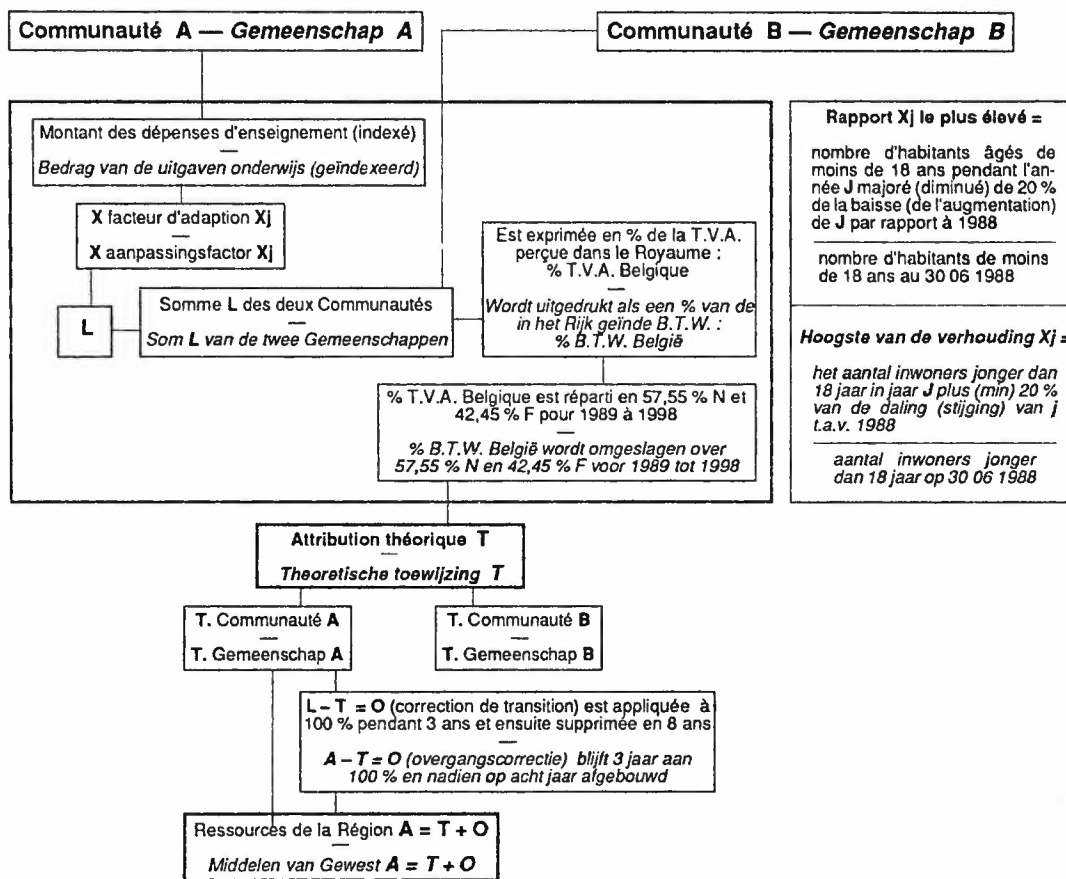 Communauté A — Gemeenschap A
Communauté B — Gemeenschap B
Montant des dépenses d'enseignement (indexé)
—
Bedrag van de uitgaven onderwijs (geïndexeerd)
X facteur d'adaption Xj
—
X aanpassingsfactor Xj
L
Somme L des deux Communautés
—
Som L van de twee Gemeenschappen
Est exprimée en % de la T.V.A.
perçue dans le Royaume :
% T.V.A. Belgique
—
Wordt uitgedrukt als een % van de
in het Rijk geïnde B.T.W. :
% B.T.W. België
% T.V.A. Belgique est réparti en 57,55 % N et
42,45 % F pour 1989 à 1998
—
% B.T.W. België wordt omgeslagen over
57,55 % N en 42,45 % F voor 1989 tot 1998
Rapport Xj le plus élevé =
nombre d'habitants âgés de
moins de 18 ans pendant l'an-
née J majoré (diminué) de 20 %
de la baisse (de l'augmentation)
de J par rapport à 1988
nombre d'habitants de moins
de 18 ans au 30 06 1988
Hoogste van de verhouding Xj =
het aantal inwoners jonger dan
18 jaar in jaar J plus (min) 20 %
van de daling (stijging) van j
t.a.v. 1988
aantal inwoners jonger
dan 18 jaar op 30 06 1988
Attribution théorique T
—
Theoretische toewijzing T
T. Communauté A
—
T. Gemeenschap A
T. Communauté B
—
T. Gemeenschap B
L – T = O (correction de transition) est appliquée à
100 % pendant 3 ans et ensuite supprimée en 8 ans
—
A – T = O (overgangscorrectie) blijft 3 jaar aan
100 % en nadien op acht jaar afgebouwd
Ressources de la Région A = T + O
—
Middelen van Gewest A = T + O